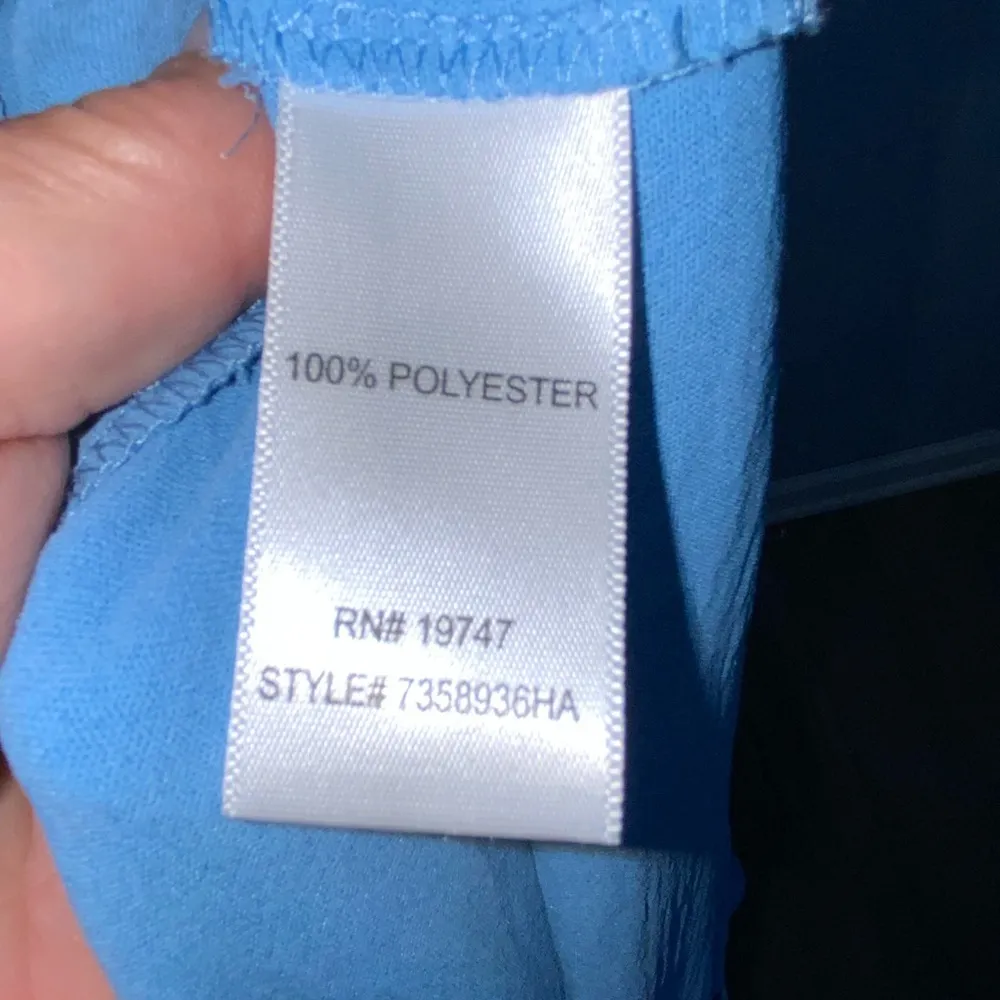 100% POLYESTER
RN# 19747
STYLE# 7358936HA